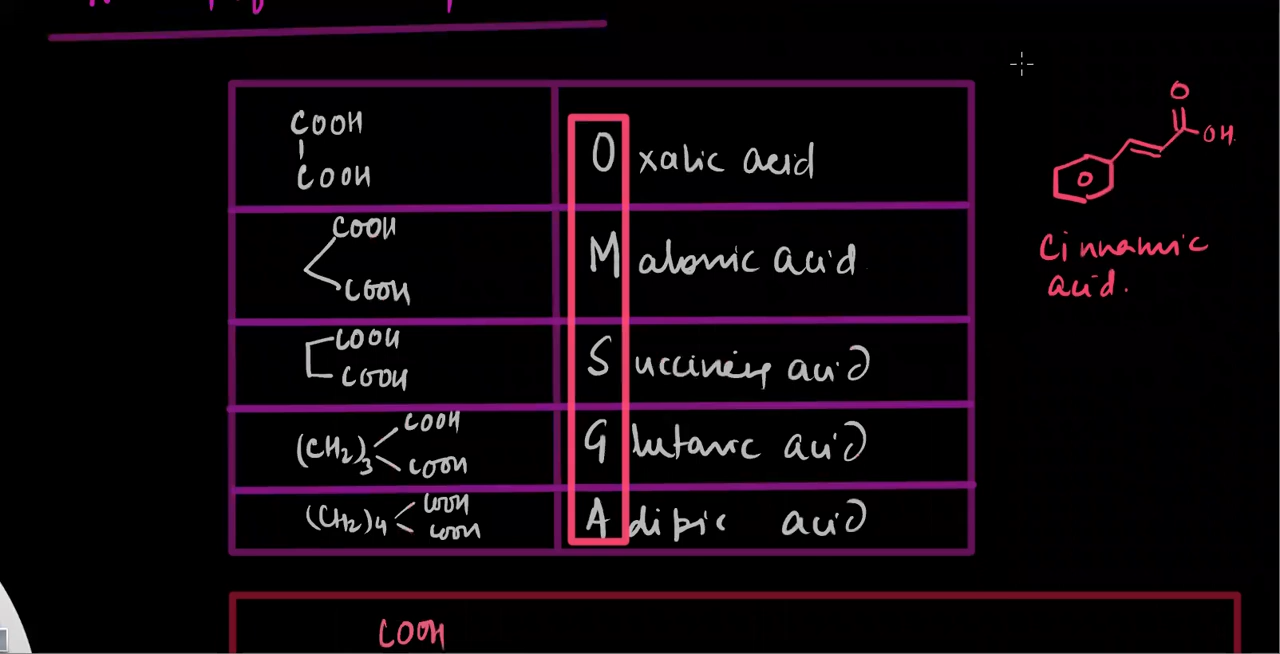 COOH
COOH
Oxalic acid
COOH
COOH
Malonic acid
COOH
COOH
acid
(CH2)3
COOH
COOH
Glutaric acid
(CH2)4
COOH
COOH
Adipic acid
O
OH
Cinnamic
acid.
COOH